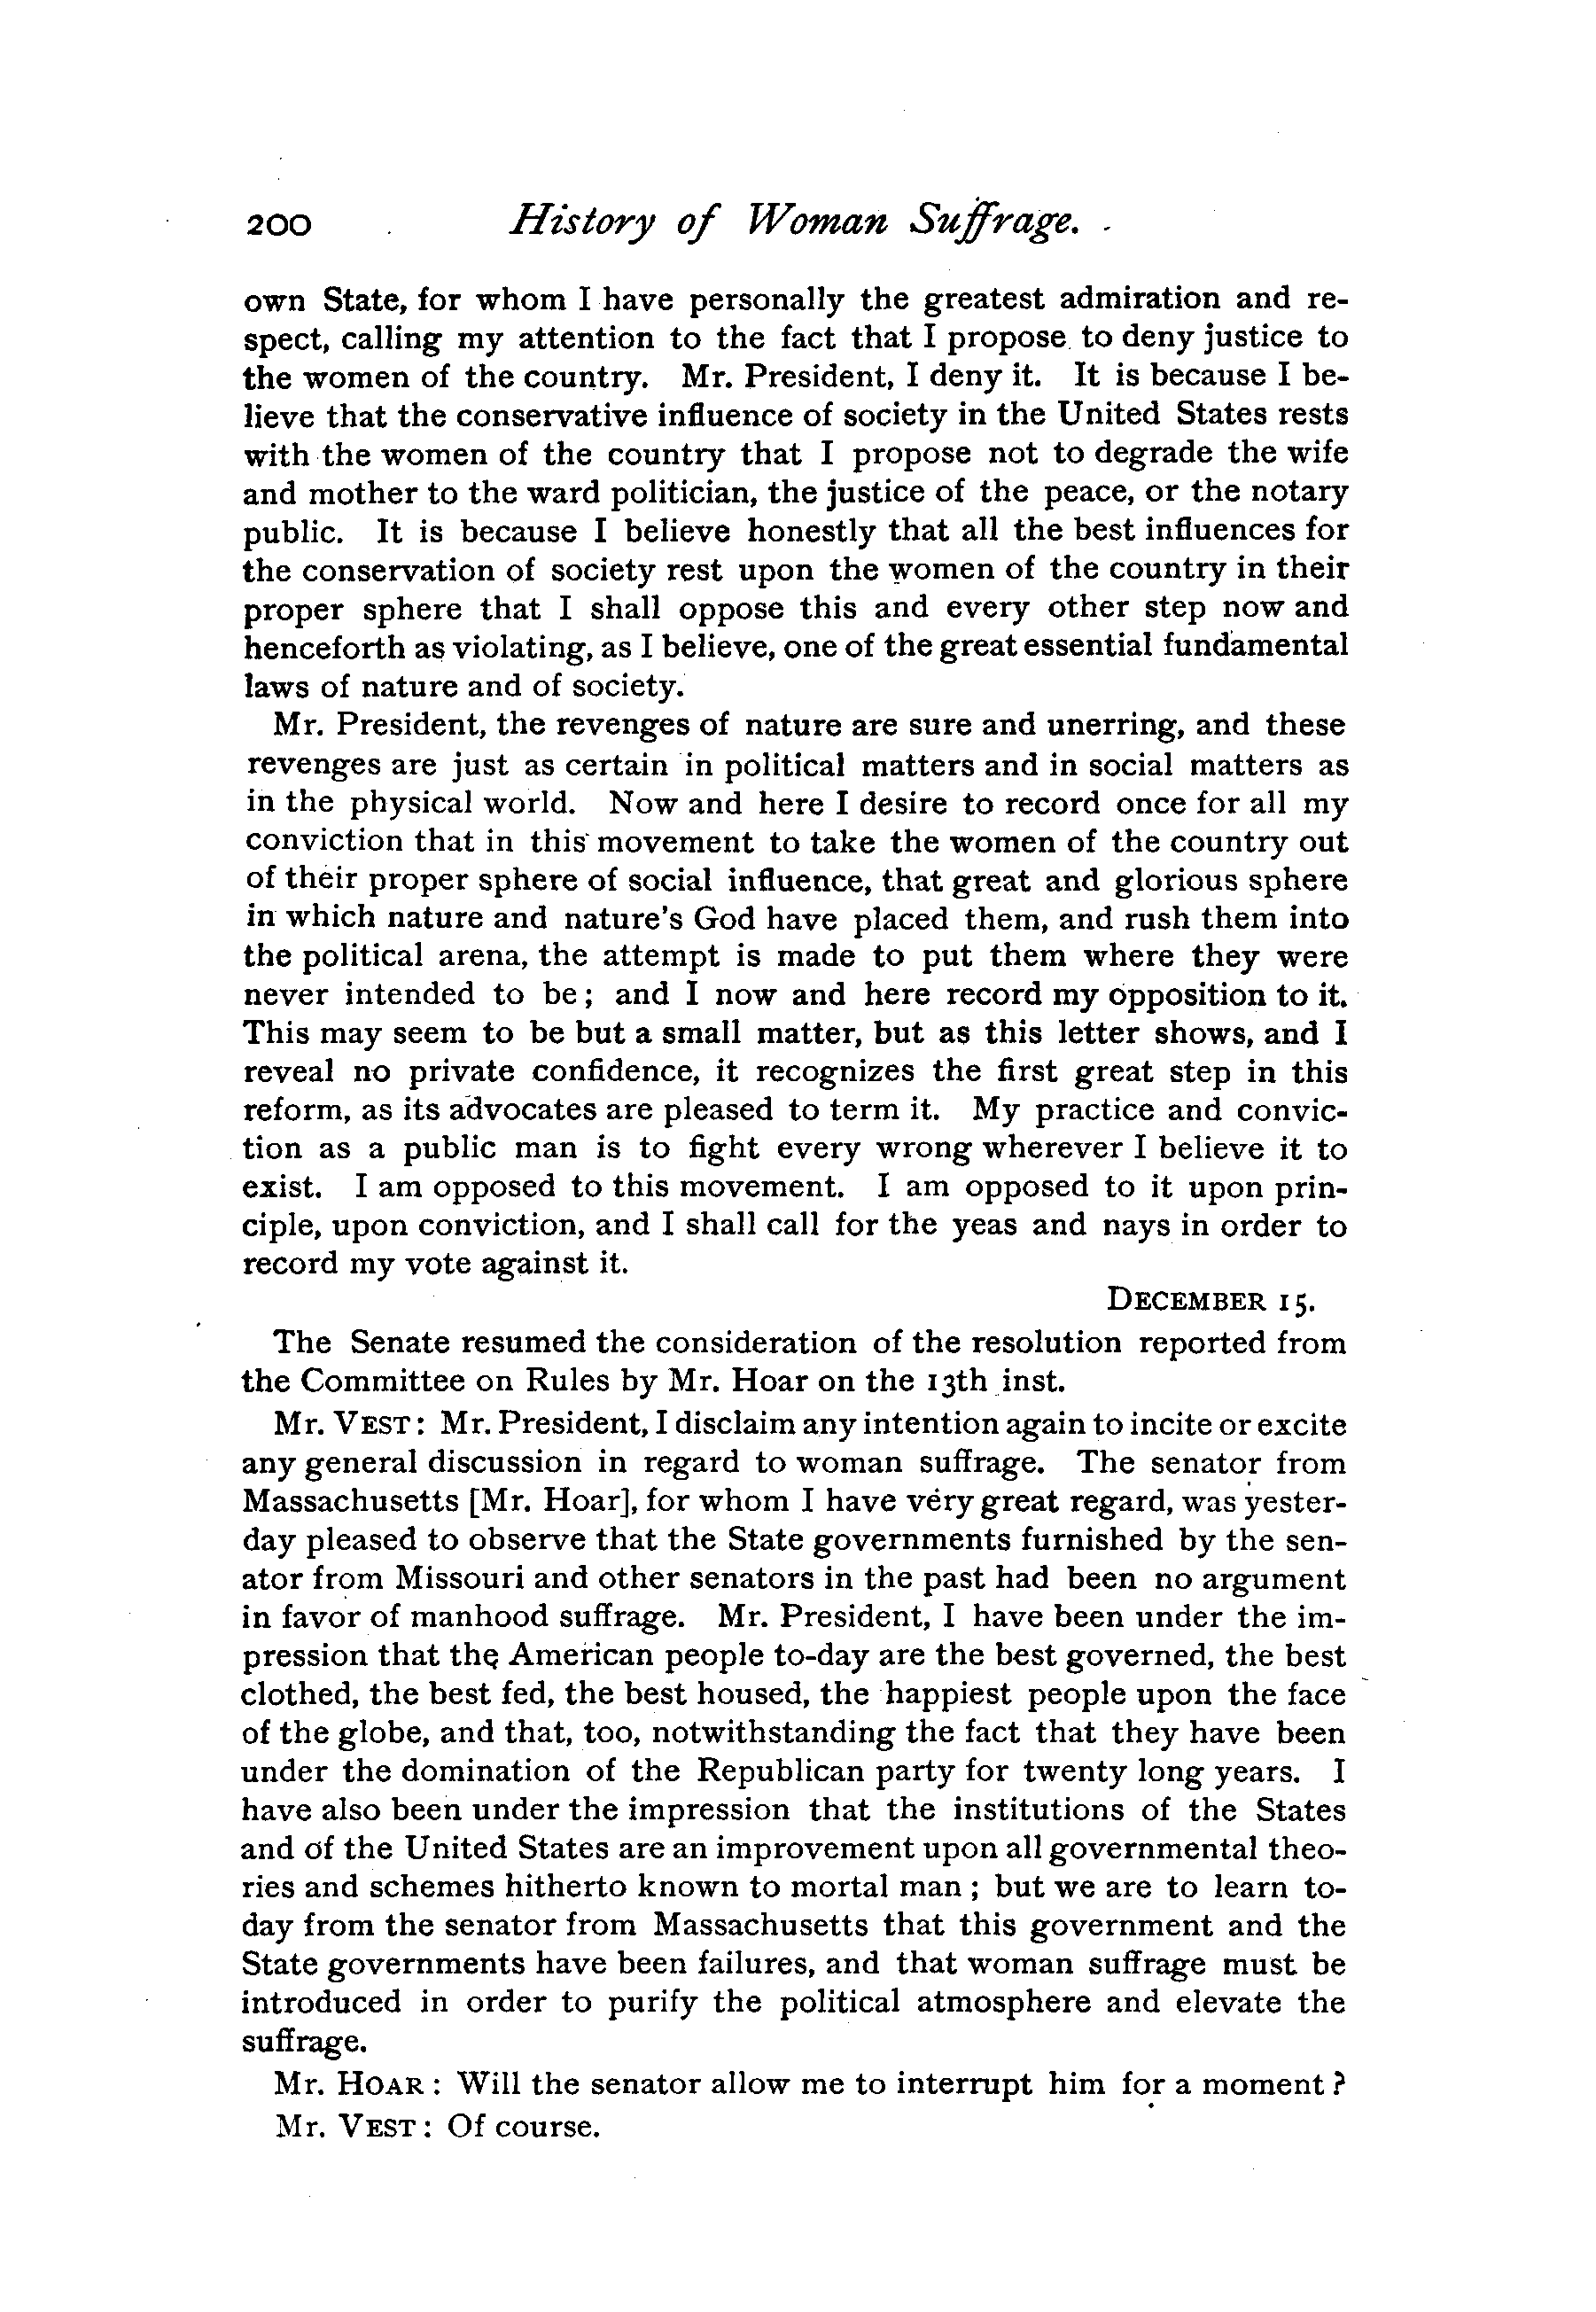 200 History of Woman Suffrage.
own State, for whom I have personally the greatest admiration and re-
spect, calling my attention to the fact that I propose to deny justice to
the women of the country. Mr. President, I deny it. It is because I be-
lieve that the conservative influence of society in the United States rests
with the women of the country that I propose not to degrade the wife
and mother to the ward politician, the justice of the peace, or the notary
public. It is because I believe honestly that all the best influences for
the conservation of society rest upon the women of the country in their
proper sphere that I shall oppose this and every other step now and
henceforth as violating, as I believe, one of the great essential fundamental
laws of nature and of society.
Mr. President, the revenges of nature are sure and unerring, and these
revenges are just as certain in political matters and in social matters as
in the physical world. Now and here I desire to record once for all my
conviction that in this movement to take the women of the country out
of their proper sphere of social influence, that great and glorious sphere
in which nature and nature's God have placed them, and rush them into
the political arena, the attempt is made to put them where they were
never intended to be; and I now and here record my opposition to it.
This may seem to be but a small matter, but as this letter shows, and I
reveal no private confidence, it recognizes the first great step in this
reform, as its advocates are pleased to term it. My practice and convic-
tion as a public man is to fight every wrong wherever I believe it to
exist. I am opposed to this movement. I am opposed to it upon prin-
ciple, upon conviction, and I shall call for the yeas and nays in order to
record my vote against it.
DECEMBER 15.
The Senate resumed the consideration of the resolution reported from
the Committee on Rules by Mr. Hoar on the 13th inst.
Mr. VEST: Mr. President, I disclaim any intention again to incite or excite
any general discussion in regard to woman suffrage. The senator from
Massachusetts [Mr. Hoar], for whom I have very great regard, was yester-
day pleased to observe that the State governments furnished by the sen-
ator from Missouri and other senators in the past had been no argument
in favor of manhood suffrage. Mr. President, I have been under the im-
pression that the American people to-day are the best governed, the best
clothed, the best fed, the best housed, the happiest people upon the face
of the globe, and that, too, notwithstanding the fact that they have been
under the domination of the Republican party for twenty long years. I
have also been under the impression that the institutions of the States
and of the United States are an improvement upon all governmental theo-
ries and schemes hitherto known to mortal man; but we are to learn to-
day from the senator from Massachusetts that this government and the
State governments have been failures, and that woman suffrage must be
introduced in order to purify the political atmosphere and elevate the
suffrage.
Mr. HOAR: Will the senator allow me to interrupt him for a moment?
Mr. VEST: Of course.